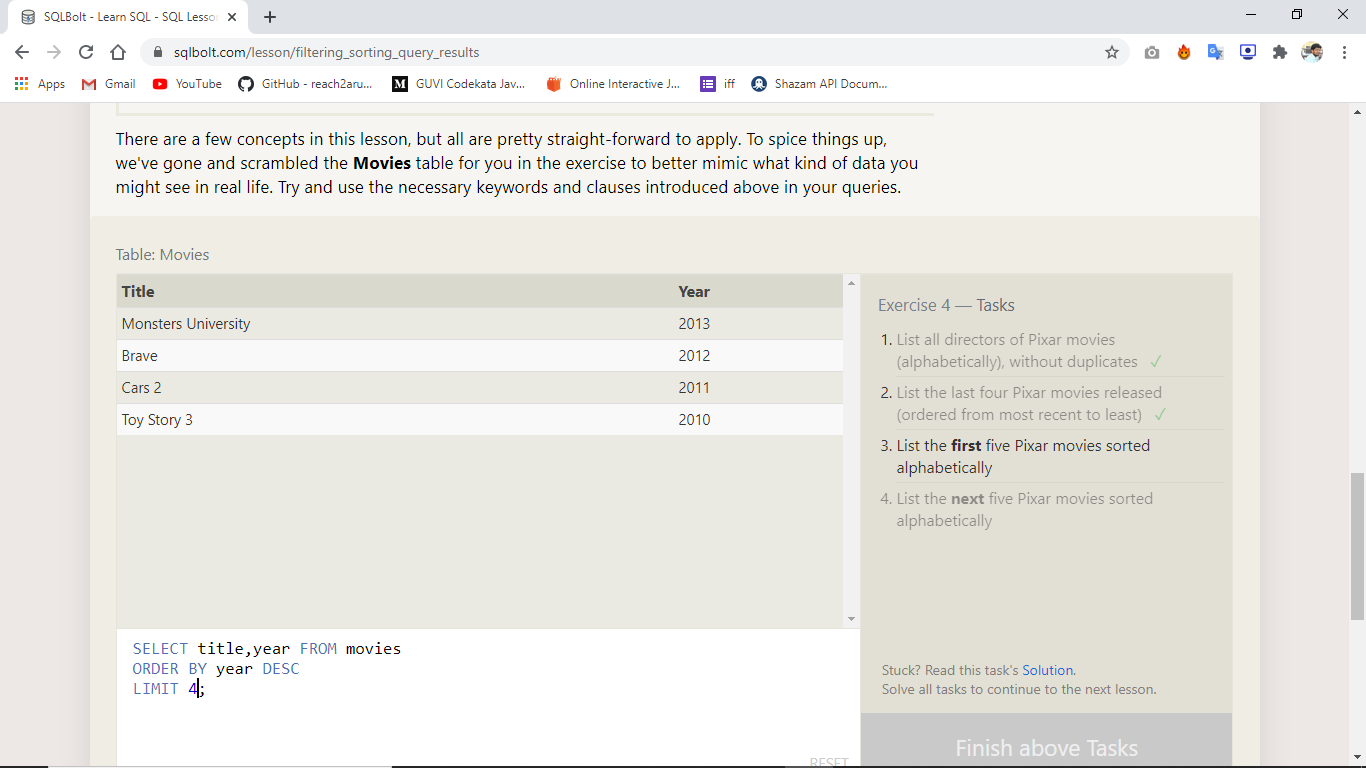 SQLBolt - Learn SQL - SQL Lesson
sqlbolt.com/lesson/filtering_sorting_query_results
Apps Gmail YouTube GitHub - reach2aru... M GUVI Codekata Jav... Online Interactive J... iff Shazam API Docum...
There are a few concepts in this lesson, but all are pretty straight-forward to apply. To spice things up,
we've gone and scrambled the Movies table for you in the exercise to better mimic what kind of data you
might see in real life. Try and use the necessary keywords and clauses introduced above in your queries.
Table: Movies
Title Year
Monsters University 2013
Brave 2012
Cars 2 2011
Toy Story 3 2010
SELECT title,year FROM movies
ORDER BY year DESC
LIMIT 4;
RESET
Exercise 4 — Tasks
1. List all directors of Pixar movies
(alphabetically), without duplicates ✓
2. List the last four Pixar movies released
(ordered from most recent to least) ✓
3. List the first five Pixar movies sorted
alphabetically
4. List the next five Pixar movies sorted
alphabetically
Stuck? Read this task's Solution.
Solve all tasks to continue to the next lesson.
Finish above Tasks